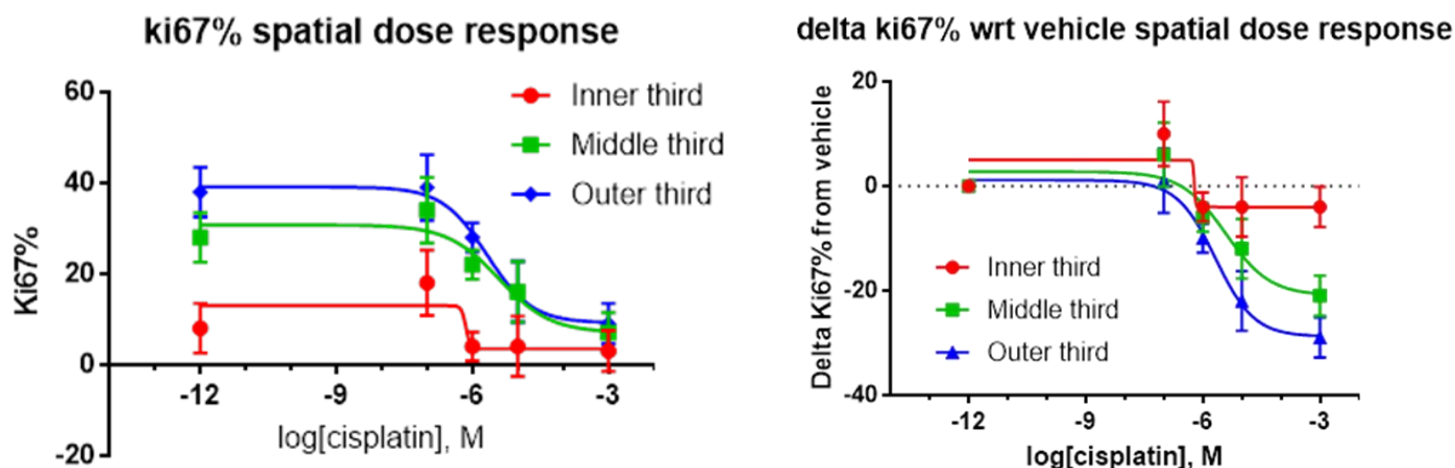 ki67% spatial dose response
60
40
20
0
-20
Ki67%
Inner third
Middle third
Outer third
-12
-9
-6
-3
log[cisplatin], M
delta ki67% wrt vehicle spatial dose response
20
0
-20
-40
Delta Ki67% from vehicle
Inner third
Middle third
Outer third
-12
-9
-6
-3
log[cisplatin], M